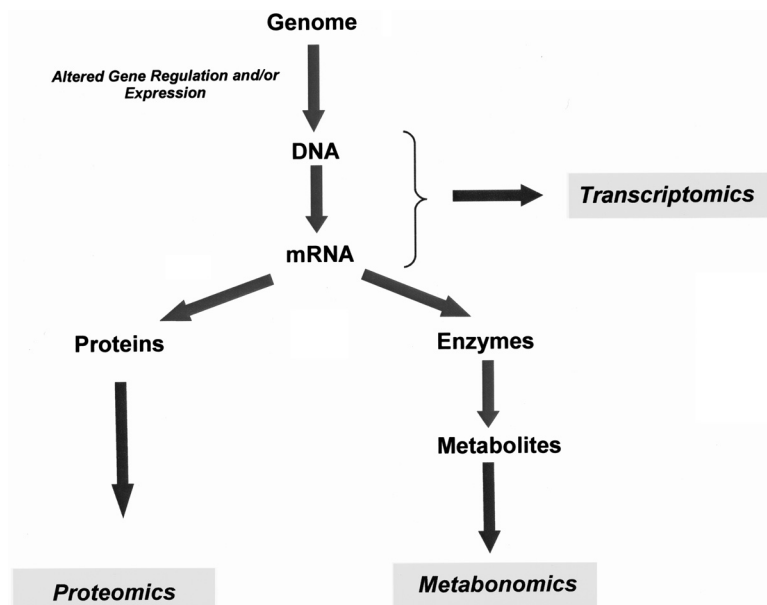 Genome
Altered Gene Regulation and/or
Expression
DNA
Transcriptomics
mRNA
Proteins
Enzymes
Metabolites
Proteomics
Metabonomics